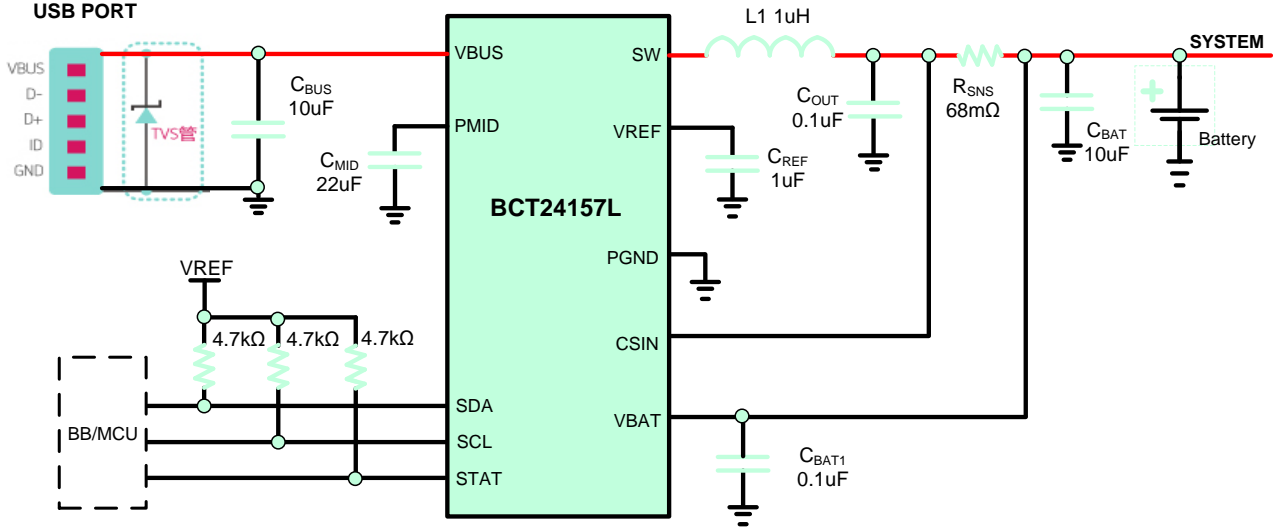 USB PORT
VBUS
D-
D+
ID
GND
TVS管
CBUS
10uF
CMID
22uF
VREF
4.7kΩ 4.7kΩ 4.7kΩ
BB/MCU
VBUS
PMID
SDA
SCL
STAT
BCT24157L
SW
VREF
PGND
CSIN
VBAT
L1 1uH
COUT
0.1uF
CREF
1uF
RSNS
68mΩ
SYSTEM
CBAT
10uF
Battery
CBAT1
0.1uF